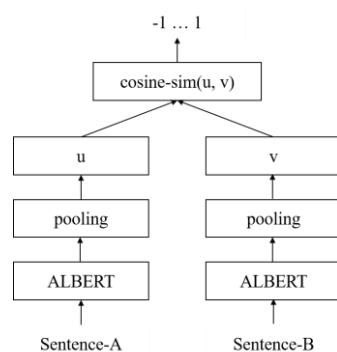 -1 … 1
cosine-sim(u, v)
u v
pooling pooling
ALBERT ALBERT
Sentence-A Sentence-B